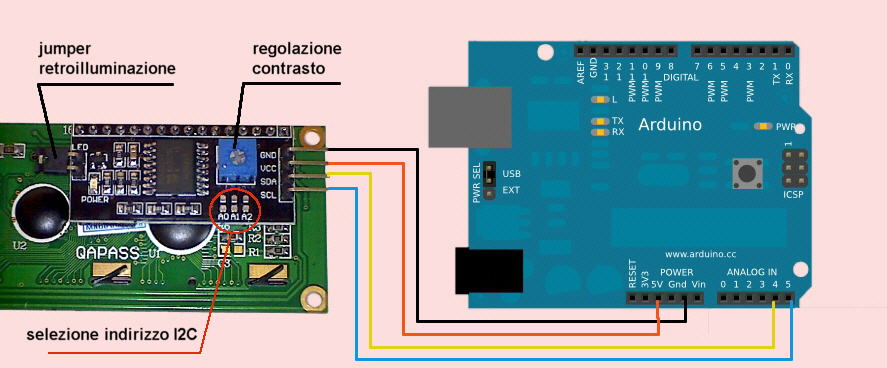 jumper
retroilluminazione
regolazione
contrasto
16
LED
POWER
GND
VCC
SDA
SCL
A0 A1 A2
U2
QAPASS
U1
R3
R2
R1
C3
selezione indirizzo I2C
AREF
GND
13
12
11 PWM
10 PWM
9 PWM
8
DIGITAL
7
6 PWM
5 PWM
4
3 PWM
2
1 TX
0 RX
L
TX
RX
Arduino
PWR
PWR SEL
USB
EXT
1
ICSP
www.arduino.cc
POWER
RESET
3V3
5V
Gnd
Vin
ANALOG IN
0 1 2 3 4 5